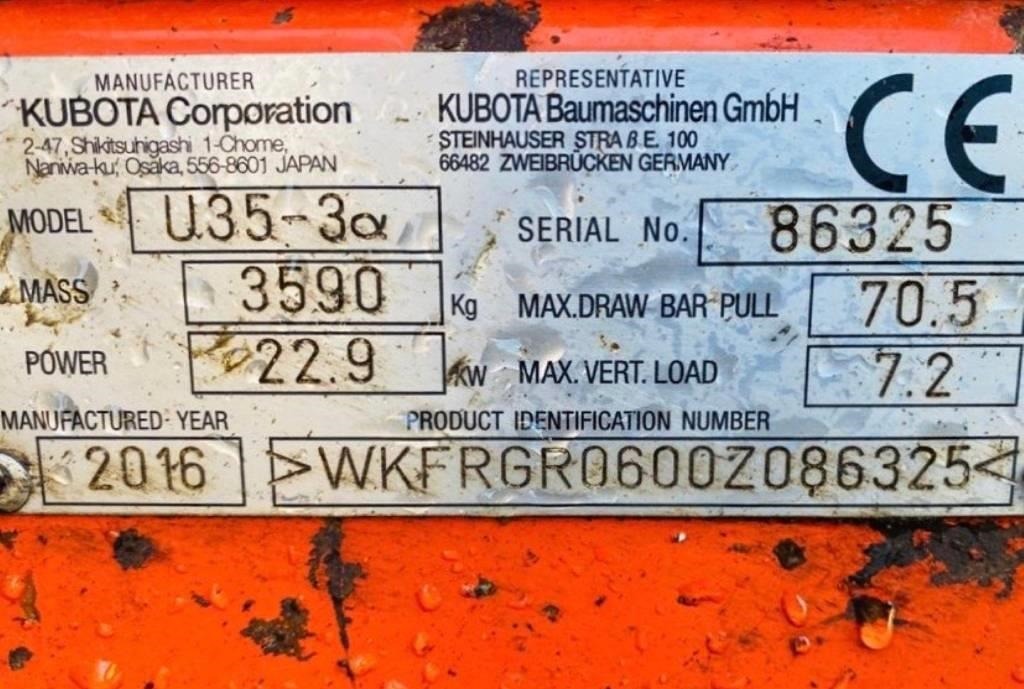 MANUFACTURER
KUBOTA Corporation
2-47, Shikitsuhigashi 1-Chome,
Naniwa-ku, Osaka, 556-8601 JAPAN
REPRESENTATIVE
KUBOTA Baumaschinen GmbH
STEINHAUSER STRA ß E. 100
66482 ZWEIBRÜCKEN GERMANY
CE
MODEL U35-3α
SERIAL No. 86325
MASS 3590 Kg
MAX.DRAW BAR PULL 70.5
POWER 22.9 KW
MAX. VERT. LOAD 7.2
MANUFACTURED YEAR
2016
PRODUCT IDENTIFICATION NUMBER
>WKFRGR0600Z086325<